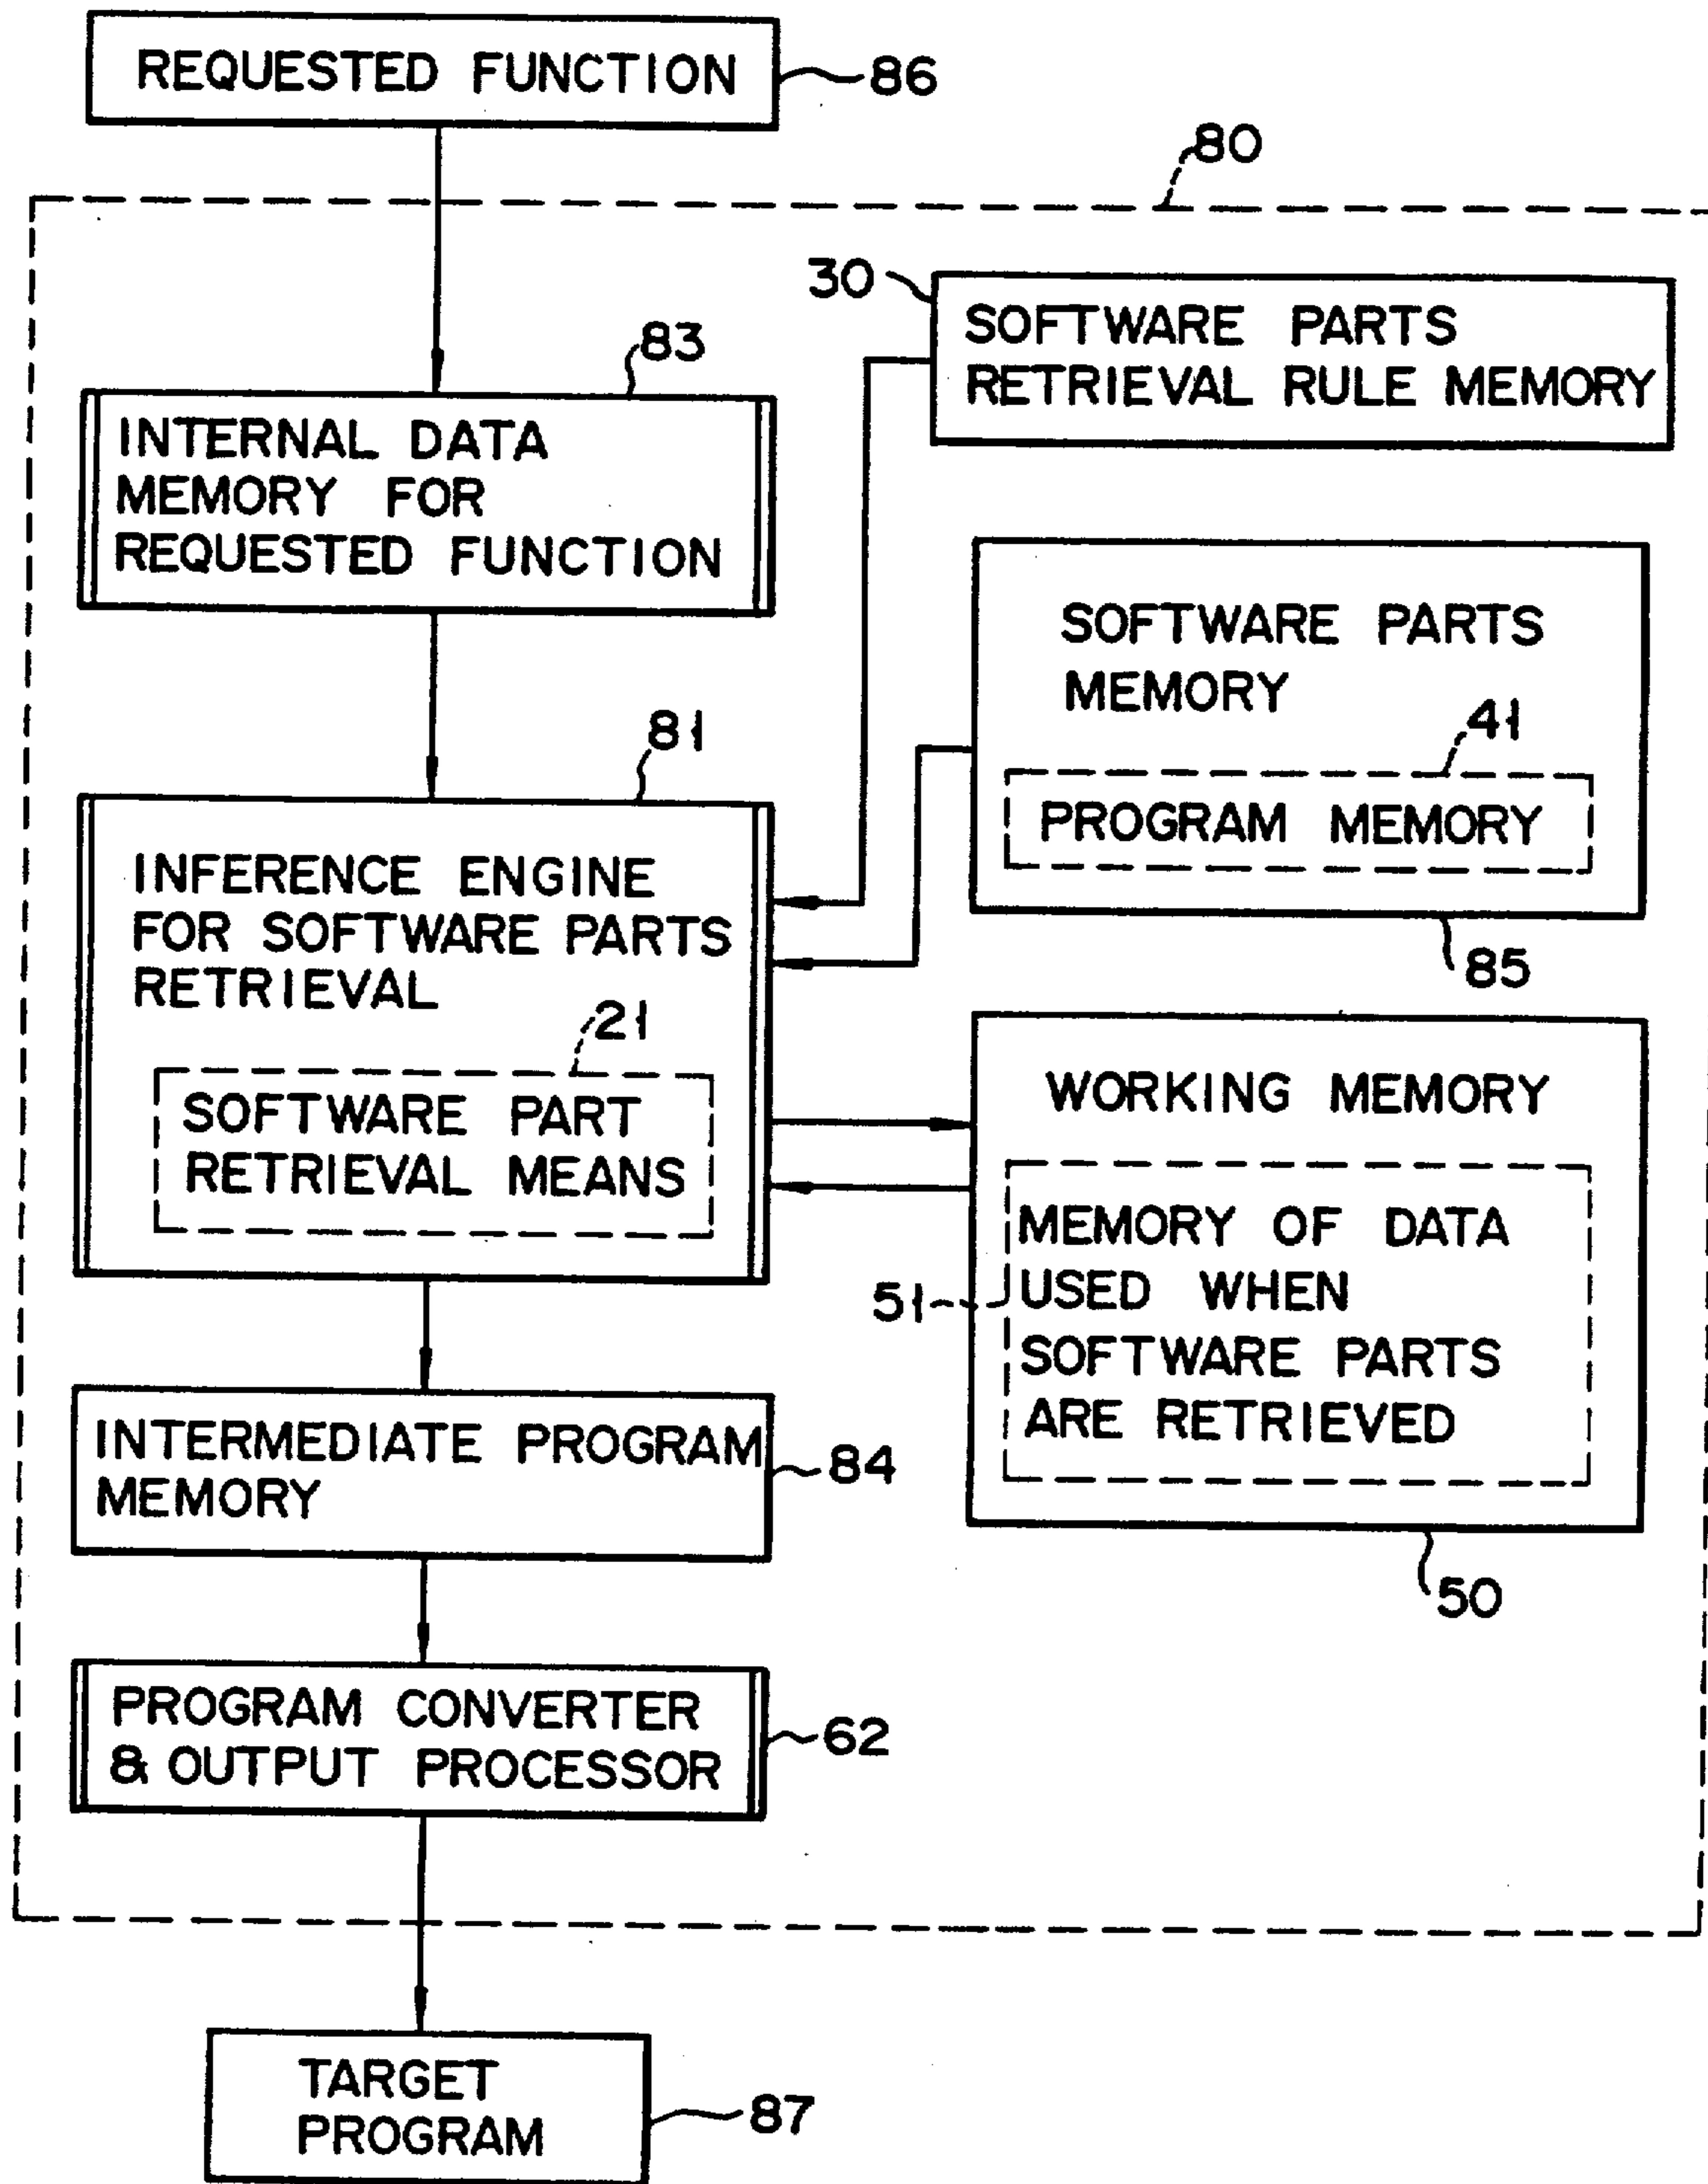 REQUESTED FUNCTION
86
80
30
SOFTWARE PARTS
RETRIEVAL RULE MEMORY
83
INTERNAL DATA
MEMORY FOR
REQUESTED FUNCTION
SOFTWARE PARTS
MEMORY
41
PROGRAM MEMORY
85
81
INFERENCE ENGINE
FOR SOFTWARE PARTS
RETRIEVAL
21
SOFTWARE PART
RETRIEVAL MEANS
WORKING MEMORY
MEMORY OF DATA
USED WHEN
SOFTWARE PARTS
ARE RETRIEVED
51
50
INTERMEDIATE PROGRAM
MEMORY
84
PROGRAM CONVERTER
& OUTPUT PROCESSOR
62
TARGET
PROGRAM
87